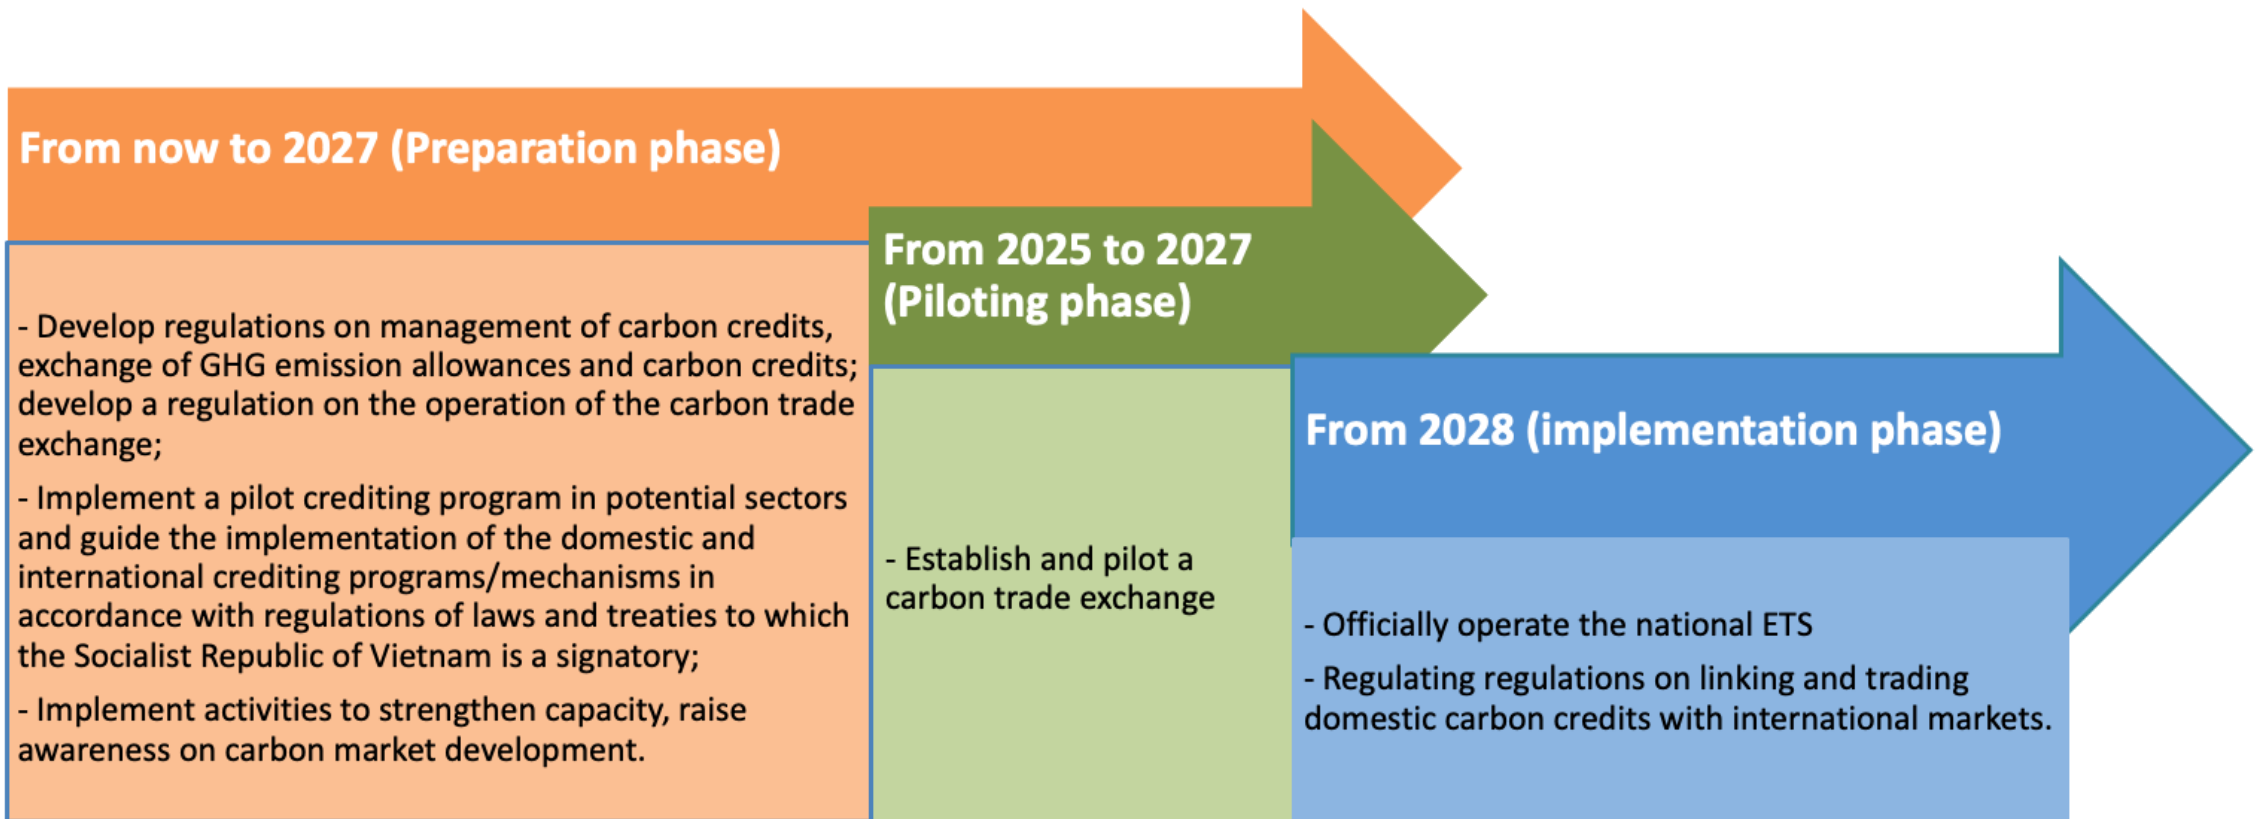 From now to 2027 (Preparation phase)
- Develop regulations on management of carbon credits,
exchange of GHG emission allowances and carbon credits;
develop a regulation on the operation of the carbon trade
exchange;
- Implement a pilot crediting program in potential sectors
and guide the implementation of the domestic and
international crediting programs/mechanisms in
accordance with regulations of laws and treaties to which
the Socialist Republic of Vietnam is a signatory;
- Implement activities to strengthen capacity, raise
awareness on carbon market development.
From 2025 to 2027
(Piloting phase)
- Establish and pilot a
carbon trade exchange
From 2028 (implementation phase)
- Officially operate the national ETS
- Regulating regulations on linking and trading
domestic carbon credits with international markets.